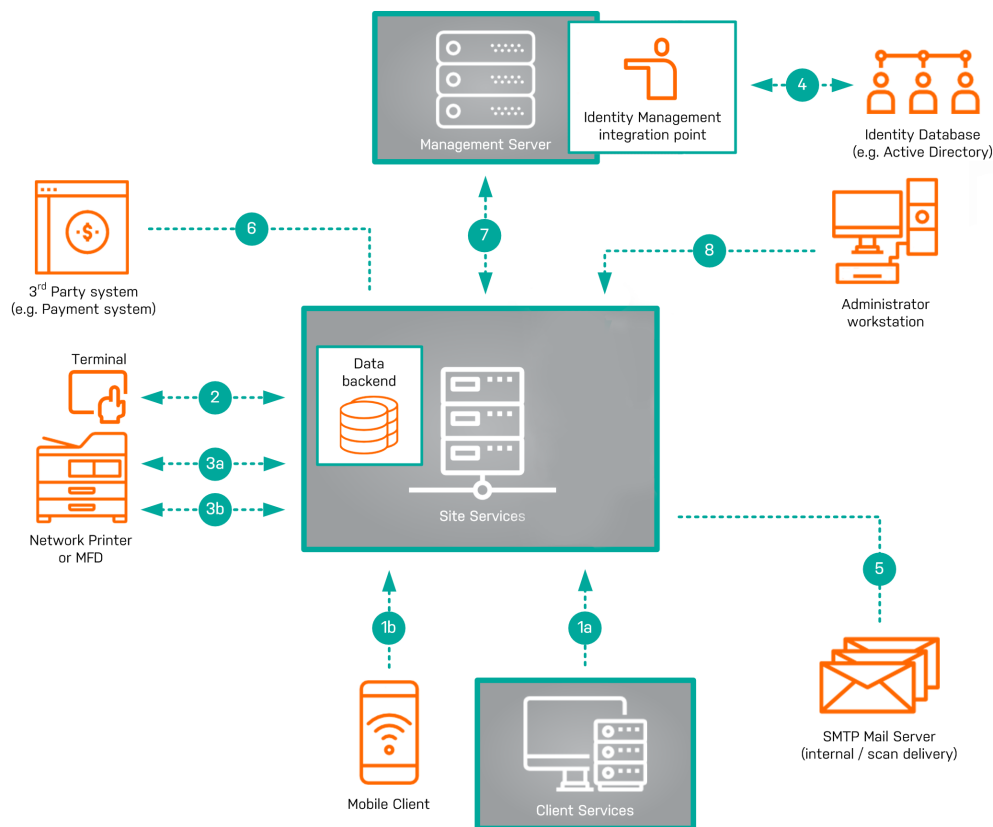 Management Server
Identity Management
integration point
4
Identity Database
(e.g. Active Directory)
6
7
8
3rd Party system
(e.g. Payment system)
Administrator
workstation
Terminal
2
3a
3b
Network Printer
or MFD
Data
backend
Site Services
5
1b
1a
SMTP Mail Server
(internal / scan delivery)
Mobile Client
Client Services